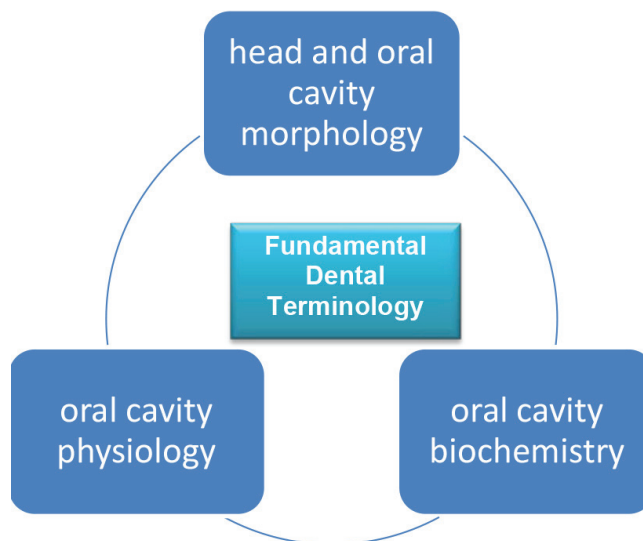 head and oral
cavity
morphology
Fundamental
Dental
Terminology
oral cavity
physiology
oral cavity
biochemistry